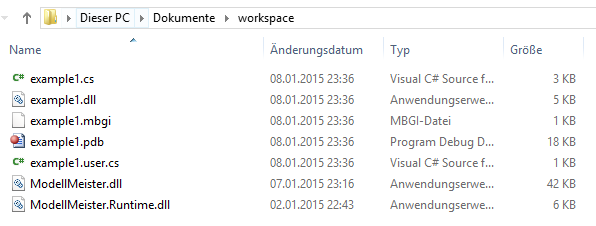 Dieser PC Dokumente workspace
Name Änderungsdatum Typ Größe
C# example1.cs 08.01.2015 23:36 Visual C# Source f... 3 KB
example1.dll 08.01.2015 23:36 Anwendungserwe... 5 KB
example1.mbgi 08.01.2015 23:36 MBGI-Datei 1 KB
example1.pdb 08.01.2015 23:36 Program Debug D... 18 KB
C# example1.user.cs 08.01.2015 23:36 Visual C# Source f... 1 KB
ModellMeister.dll 07.01.2015 23:16 Anwendungserwe... 42 KB
ModellMeister.Runtime.dll 02.01.2015 22:43 Anwendungserwe... 6 KB